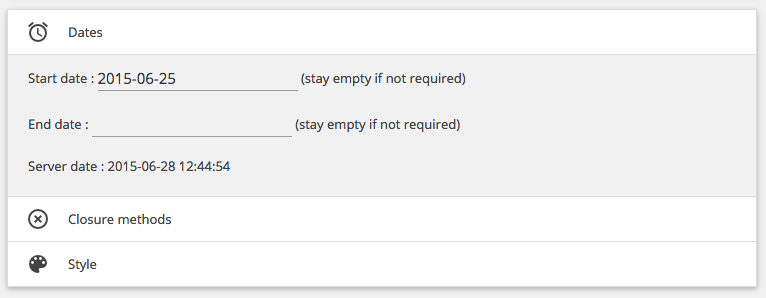 Dates
Start date : 2015-06-25 (stay empty if not required)
End date : (stay empty if not required)
Server date : 2015-06-28 12:44:54
Closure methods
Style